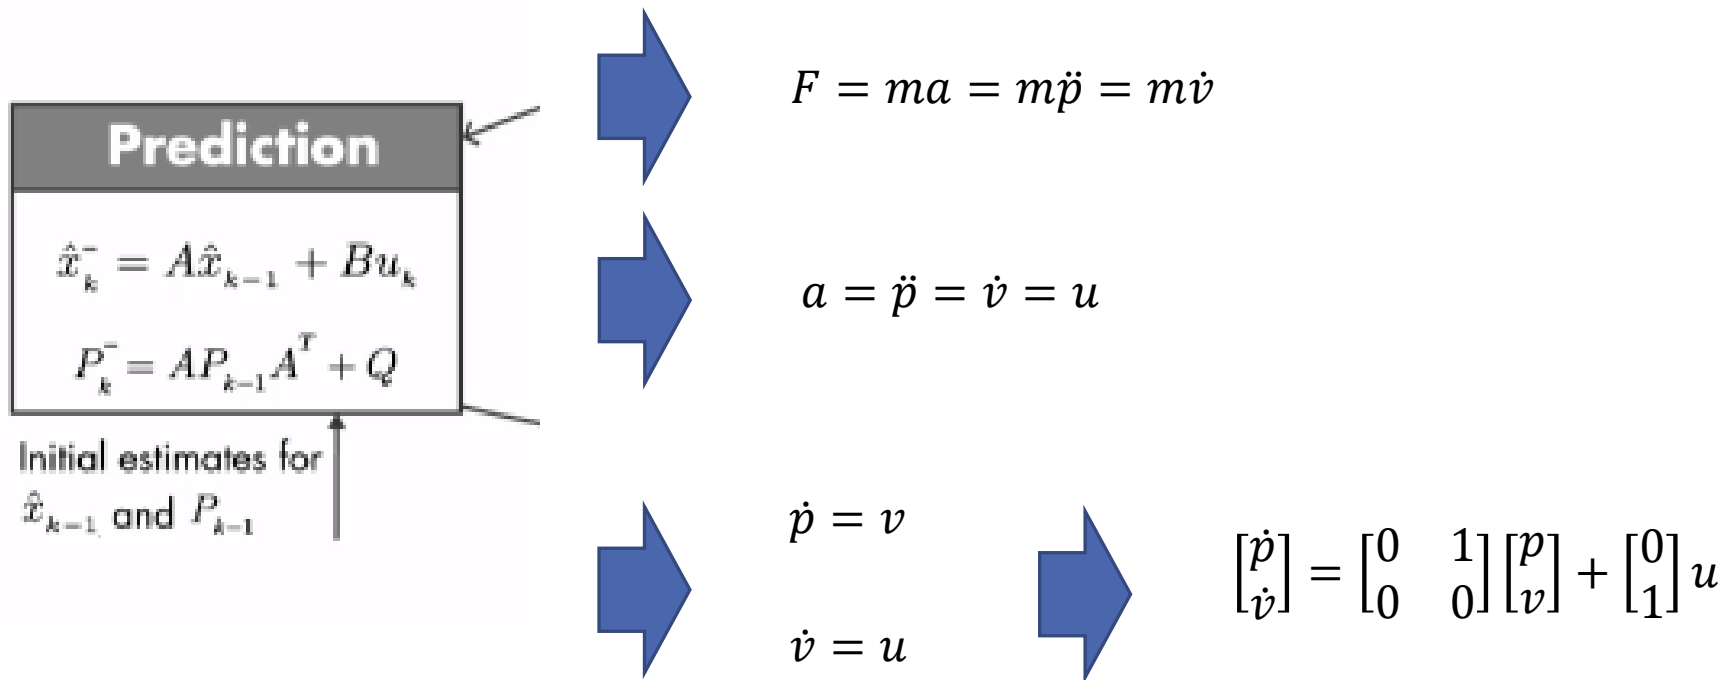 Prediction
x̂ₖ⁻ = Ax̂ₖ₋₁ + Buₖ
Pₖ⁻ = APₖ₋₁Aᵀ + Q
Initial estimates for
x̂ₖ₋₁ and Pₖ₋₁
F = ma = mp̈ = mv̇
a = p̈ = v̇ = u
ṗ = v
v̇ = u
[ṗ; v̇] = [0 1; 0 0][p; v] + [0; 1]u